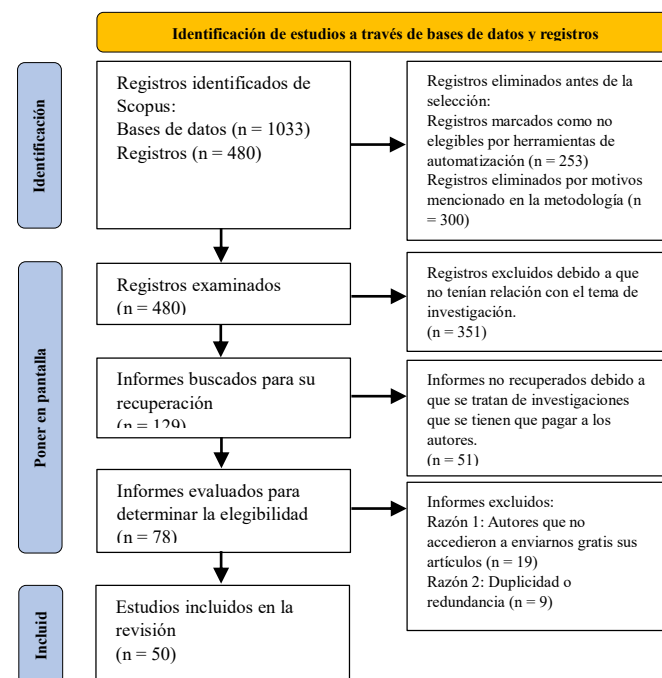 Identificación de estudios a través de bases de datos y registros
Identificación
Registros identificados de
Scopus:
Bases de datos (n = 1033)
Registros (n = 480)
Registros eliminados antes de la
selección:
Registros marcados como no
elegibles por herramientas de
automatización (n = 253)
Registros eliminados por motivos
mencionado en la metodología (n
= 300)
Poner en pantalla
Registros examinados
(n = 480)
Registros excluidos debido a que
no tenían relación con el tema de
investigación.
(n = 351)
Informes buscados para su
recuperación
(n = 129)
Informes no recuperados debido a
que se tratan de investigaciones
que se tienen que pagar a los
autores.
(n = 51)
Informes evaluados para
determinar la elegibilidad
(n = 78)
Informes excluidos:
Razón 1: Autores que no
accedieron a enviarnos gratis sus
artículos (n = 19)
Razón 2: Duplicidad o
redundancia (n = 9)
Incluid
Estudios incluidos en la
revisión
(n = 50)